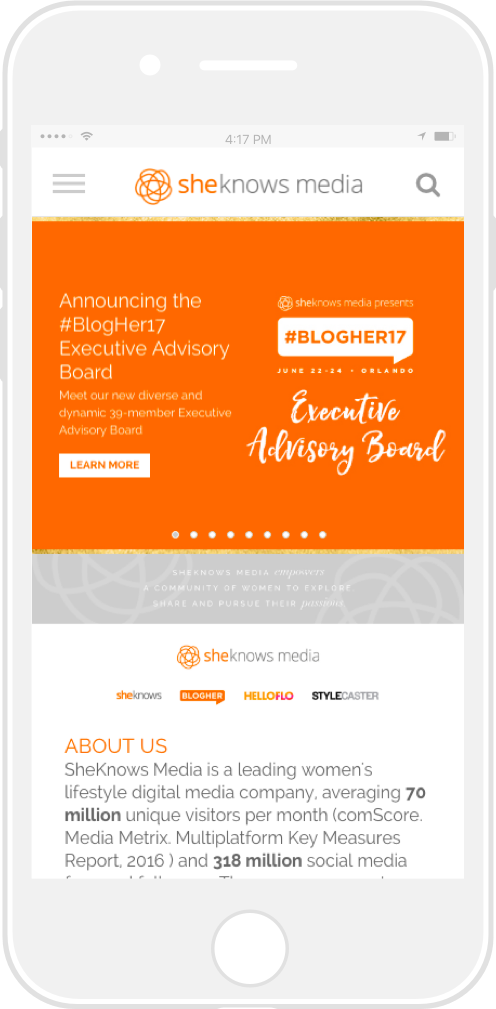 4:17 PM
sheknows media
Announcing the
#BlogHer17
Executive Advisory
Board
Meet our new diverse and
dynamic 39-member Executive
Advisory Board
LEARN MORE
sheknows media presents
#BLOGHER17
JUNE 22-24 • ORLANDO
Executive
Advisory Board
SHEKNOWS MEDIA empowers
A COMMUNITY OF WOMEN TO EXPLORE
SHARE AND PURSUE THEIR passions
sheknows media
sheknows BLOGHER HELLOFLO STYLECASTER
ABOUT US
SheKnows Media is a leading women's
lifestyle digital media company, averaging 70
million unique visitors per month (comScore.
Media Metrix. Multiplatform Key Measures
Report, 2016 ) and 318 million social media